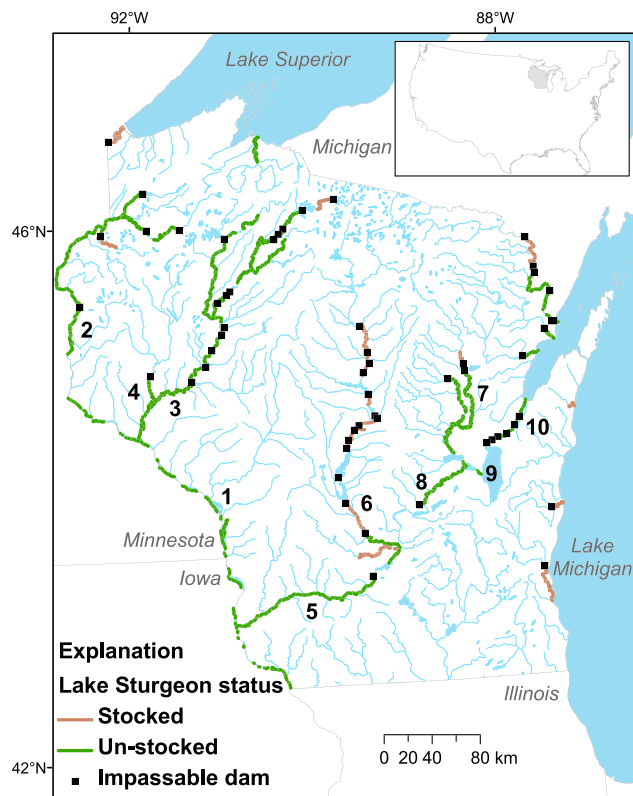 92°W
88°W
Lake Superior
Michigan
46°N
2
4
3
7
10
9
8
1
6
Minnesota
Iowa
5
Lake
Michigan
Explanation
Lake Sturgeon status
Stocked
Un-stocked
Impassable dam
Illinois
0 20 40 80 km
42°N